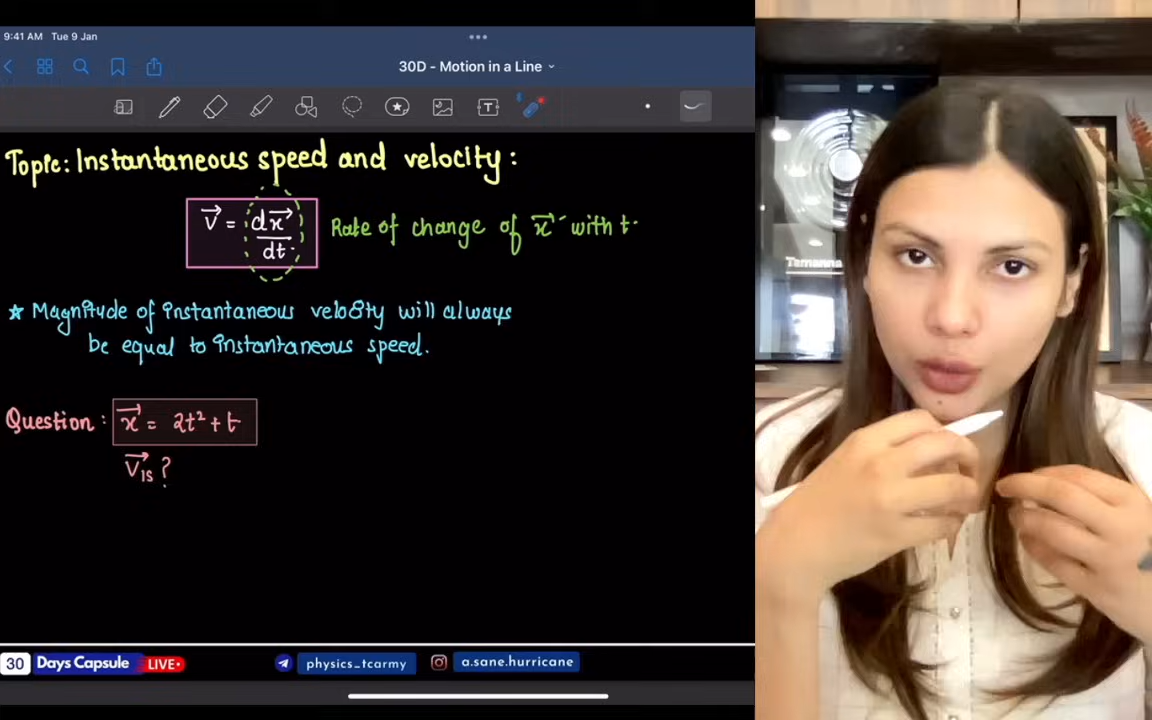 9:41 AM Tue 9 Jan
30D - Motion in a Line
Topic: Instantaneous speed and velocity:
v⃗ = dx⃗/dt Rate of change of x⃗ with t.
★ Magnitude of instantaneous velocity will always
be equal to instantaneous speed.
Question: x⃗ = 2t² + t
v⃗1s ?
30 Days Capsule LIVE
physics_tcarmy
a.sane.hurricane
Tamanna